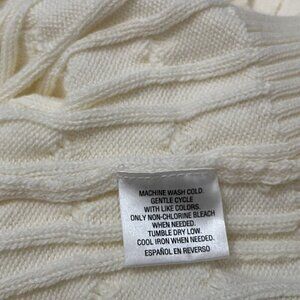 MACHINE WASH COLD
GENTLE CYCLE
WITH LIKE COLORS.
ONLY NON-CHLORINE BLEACH
WHEN NEEDED.
TUMBLE DRY LOW.
COOL IRON WHEN NEEDED.
ESPAÑOL EN REVERSO